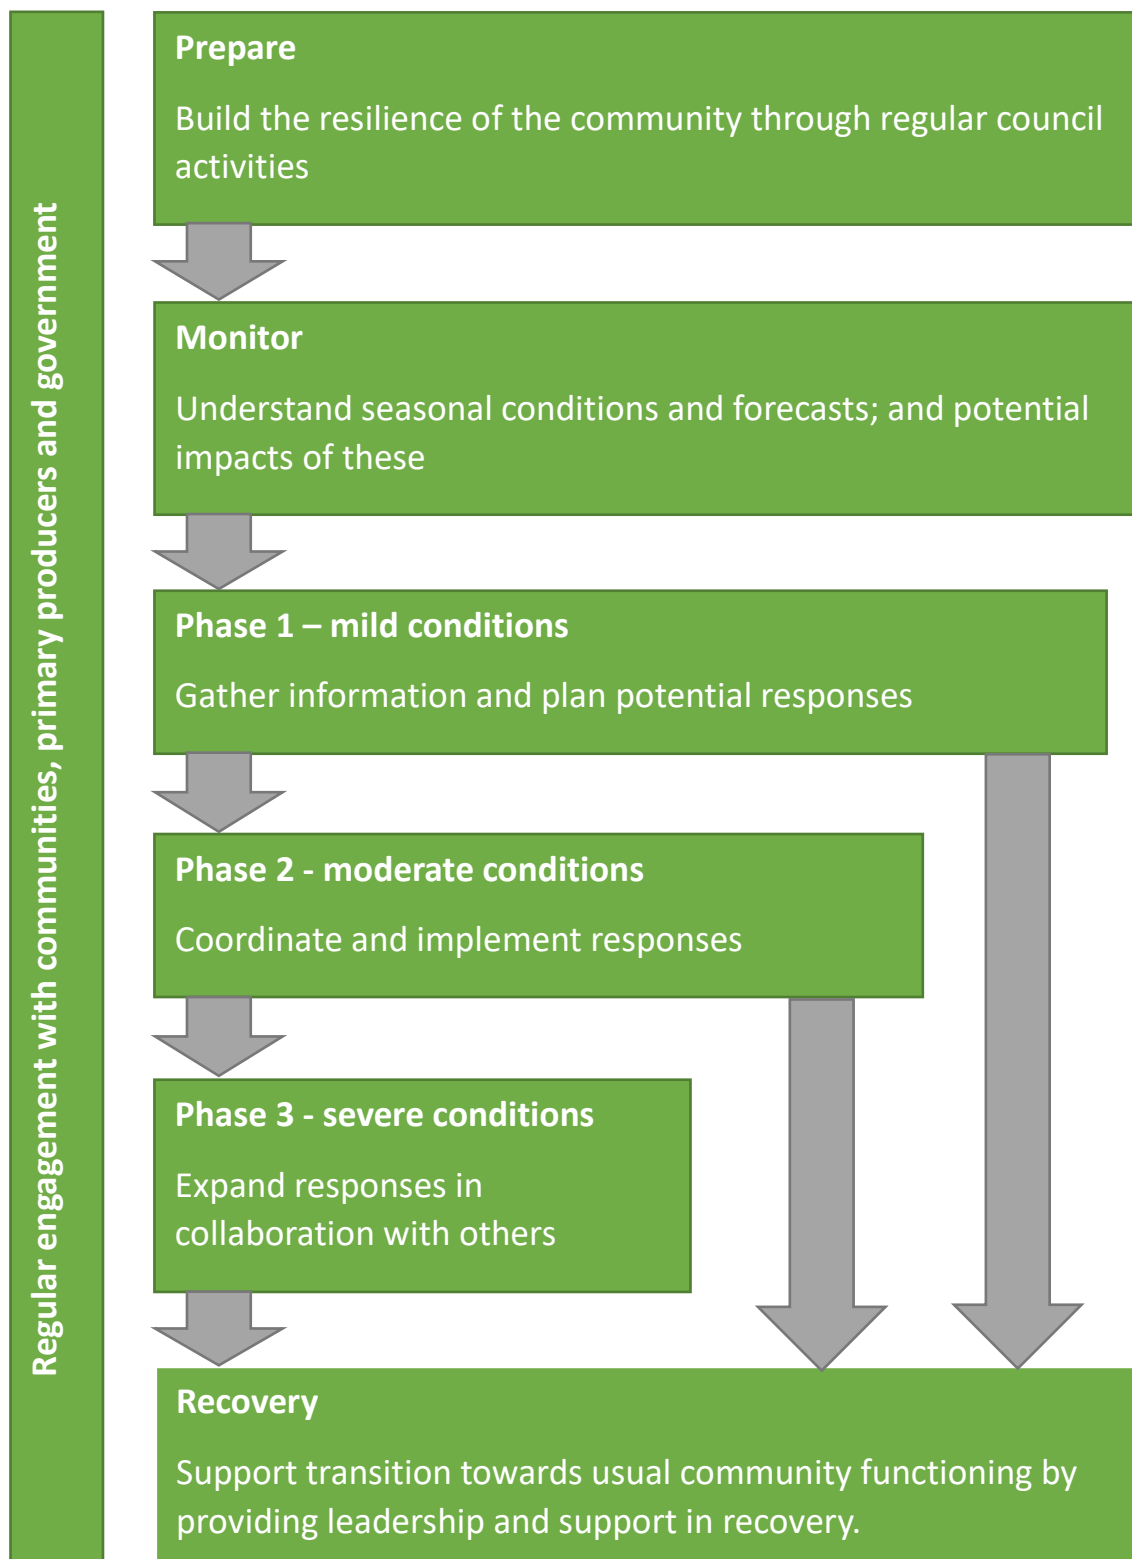 Regular engagement with communities, primary producers and government
Prepare
Build the resilience of the community through regular council
activities
Monitor
Understand seasonal conditions and forecasts; and potential
impacts of these
Phase 1 – mild conditions
Gather information and plan potential responses
Phase 2 - moderate conditions
Coordinate and implement responses
Phase 3 - severe conditions
Expand responses in
collaboration with others
Recovery
Support transition towards usual community functioning by
providing leadership and support in recovery.